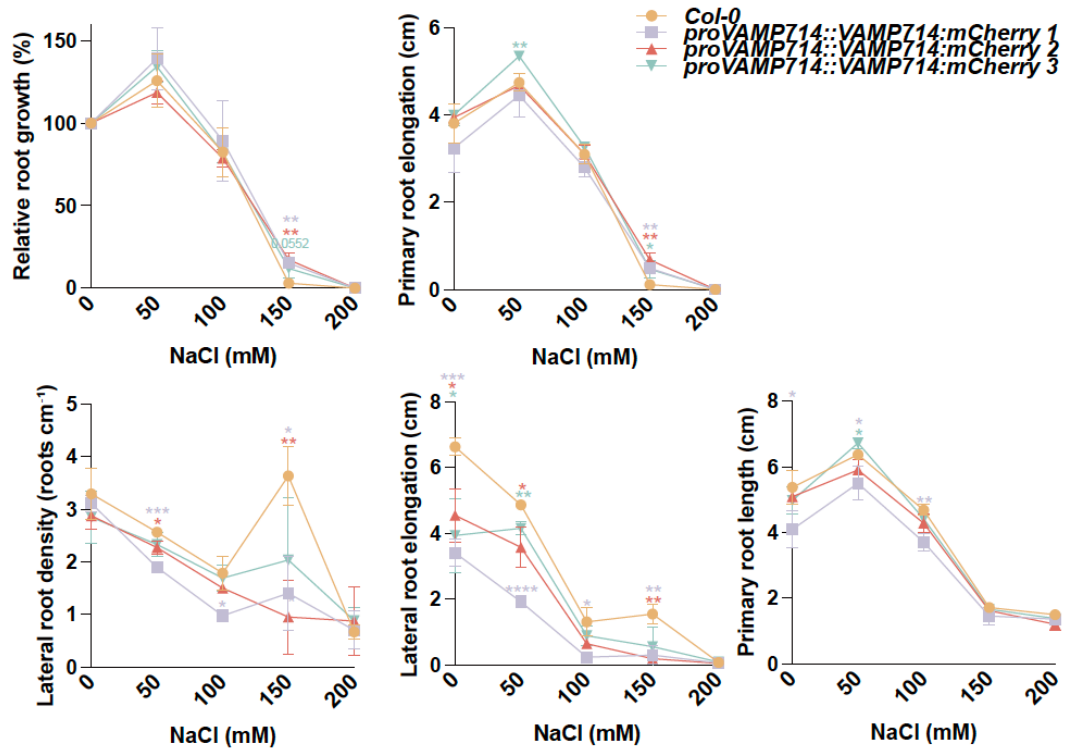 Col-0
proVAMP714::VAMP714:mCherry 1
proVAMP714::VAMP714:mCherry 2
proVAMP714::VAMP714:mCherry 3
Relative root growth (%)
150
100
50
0
**
**
0.0552
0 50 100 150 200
NaCl (mM)
Primary root elongation (cm)
6
4
2
0
**
**
**
*
0 50 100 150 200
NaCl (mM)
Lateral root density (roots cm⁻¹)
5
4
3
2
1
0
***
*
*
*
**
0 50 100 150 200
NaCl (mM)
Lateral root elongation (cm)
8
6
4
2
0
***
*
*
*
**
****
*
**
**
0 50 100 150 200
NaCl (mM)
Primary root length (cm)
8
6
4
2
0
*
*
*
**
0 50 100 150 200
NaCl (mM)